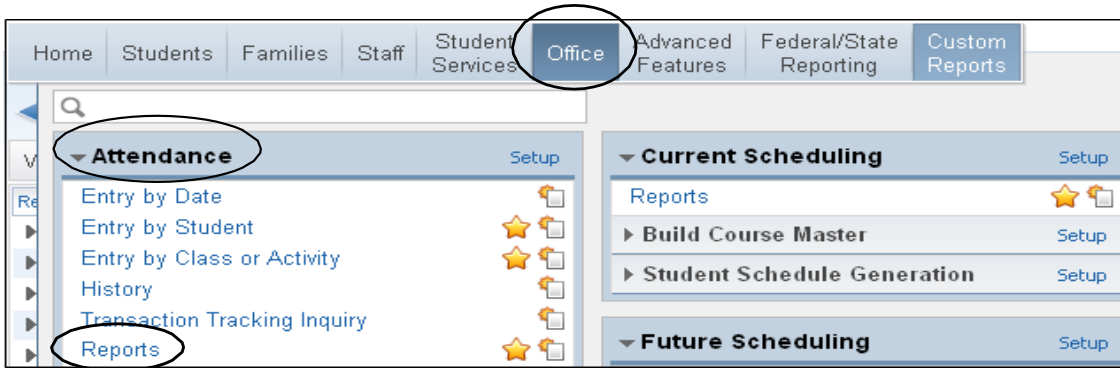 Home Students Families Staff Student Services Office Advanced Features Federal/State Reporting Custom Reports
Attendance Setup
Entry by Date
Entry by Student
Entry by Class or Activity
History
Transaction Tracking Inquiry
Reports
Current Scheduling Setup
Reports
Build Course Master Setup
Student Schedule Generation Setup
Future Scheduling Setup
V
Re